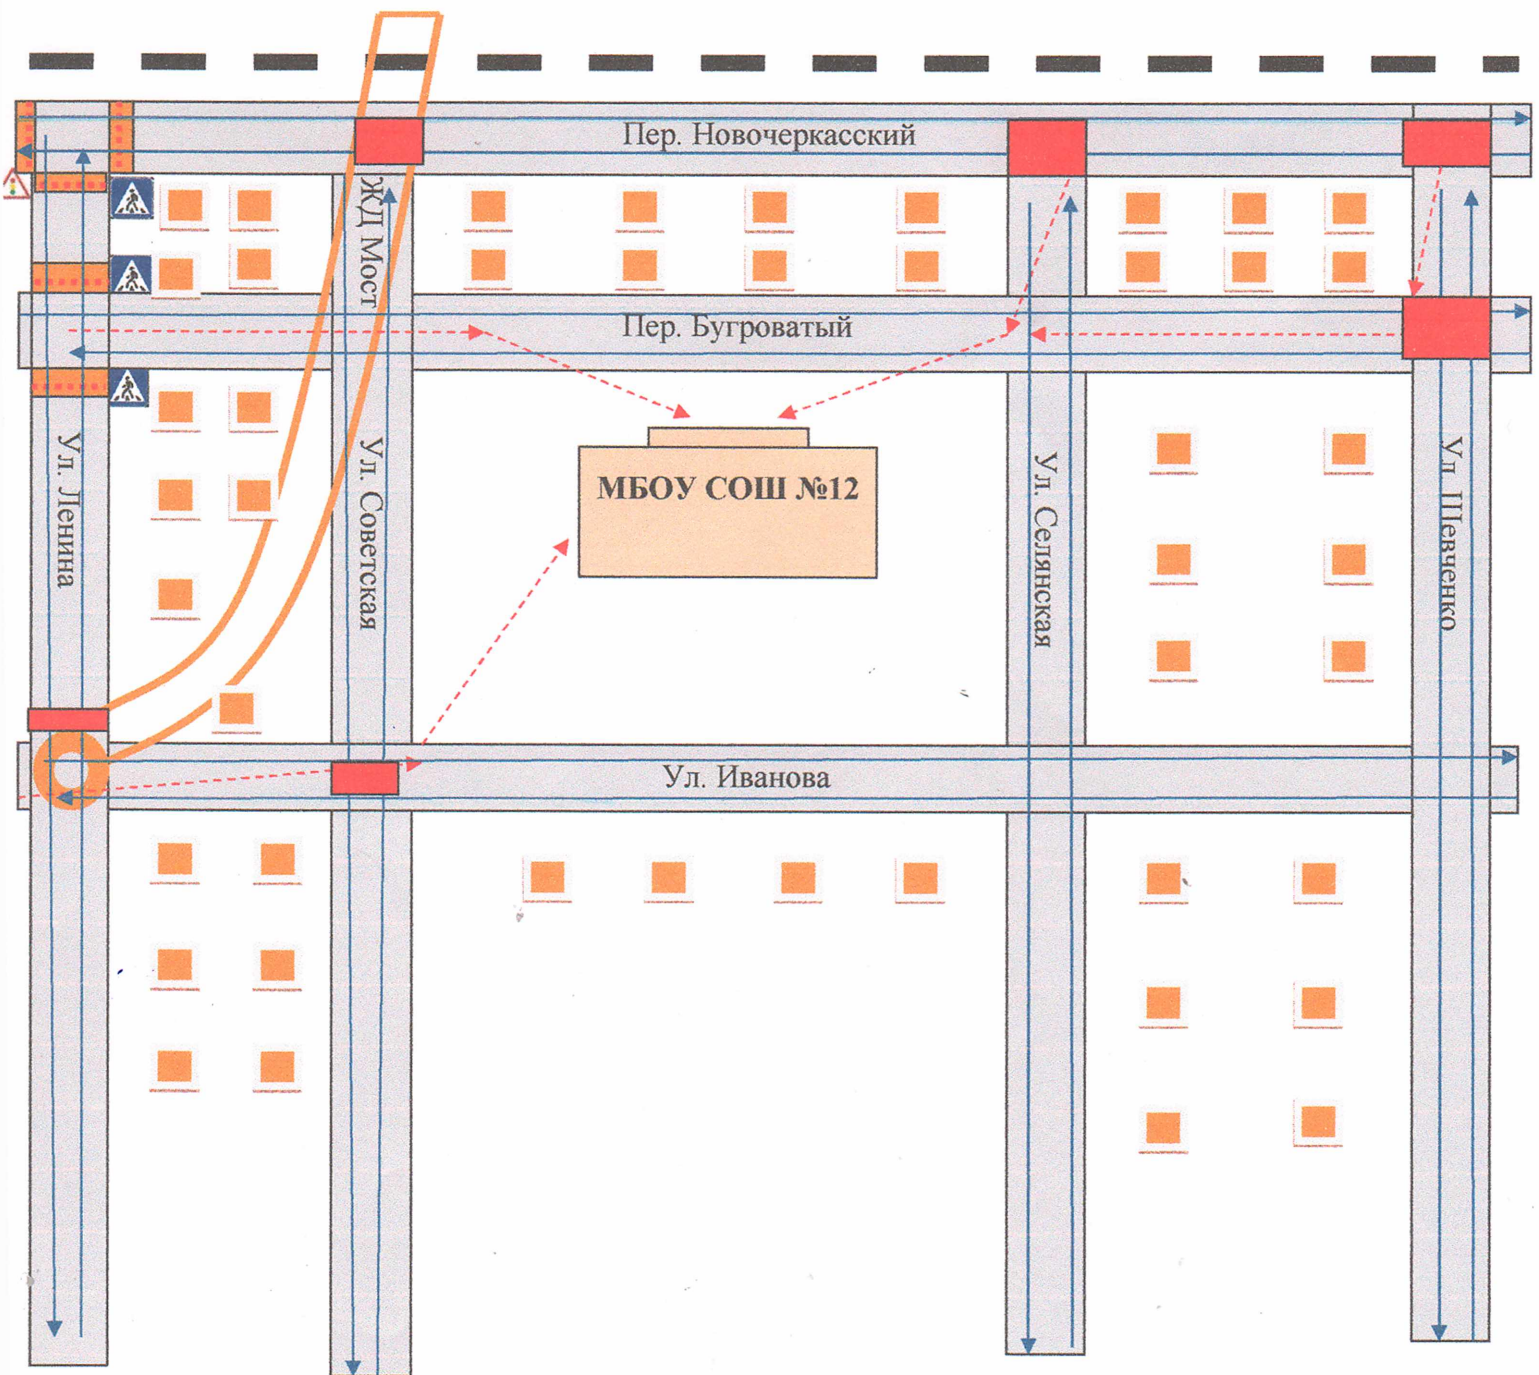 Пер. Новочеркасский
ЖД Мост
Пер. Бугроватый
Ул. Ленина
Ул. Советская
МБОУ СОШ №12
Ул. Селянская
Ул Шевченко
Ул. Иванова